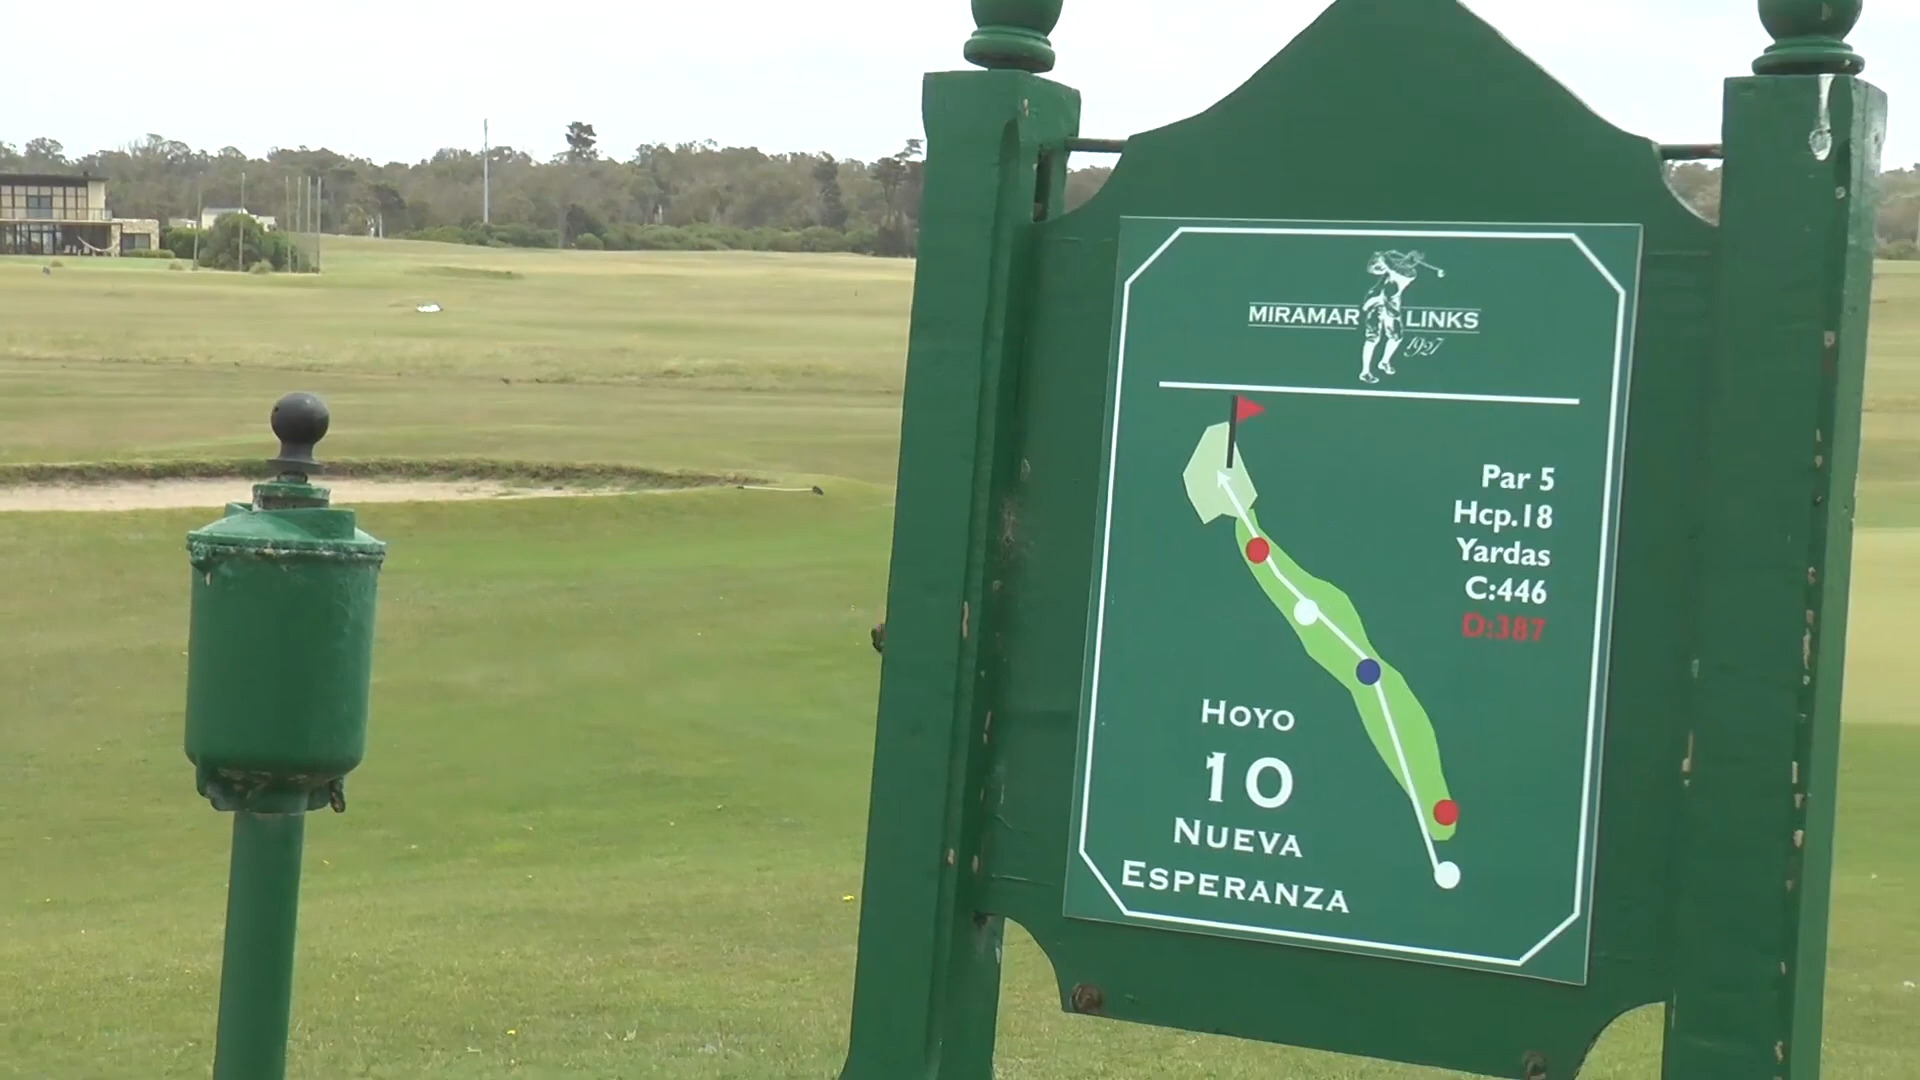 MIRAMAR LINKS
1927
Par 5
Hcp.18
Yardas
C:446
D:387
HOYO
10
NUEVA
ESPERANZA